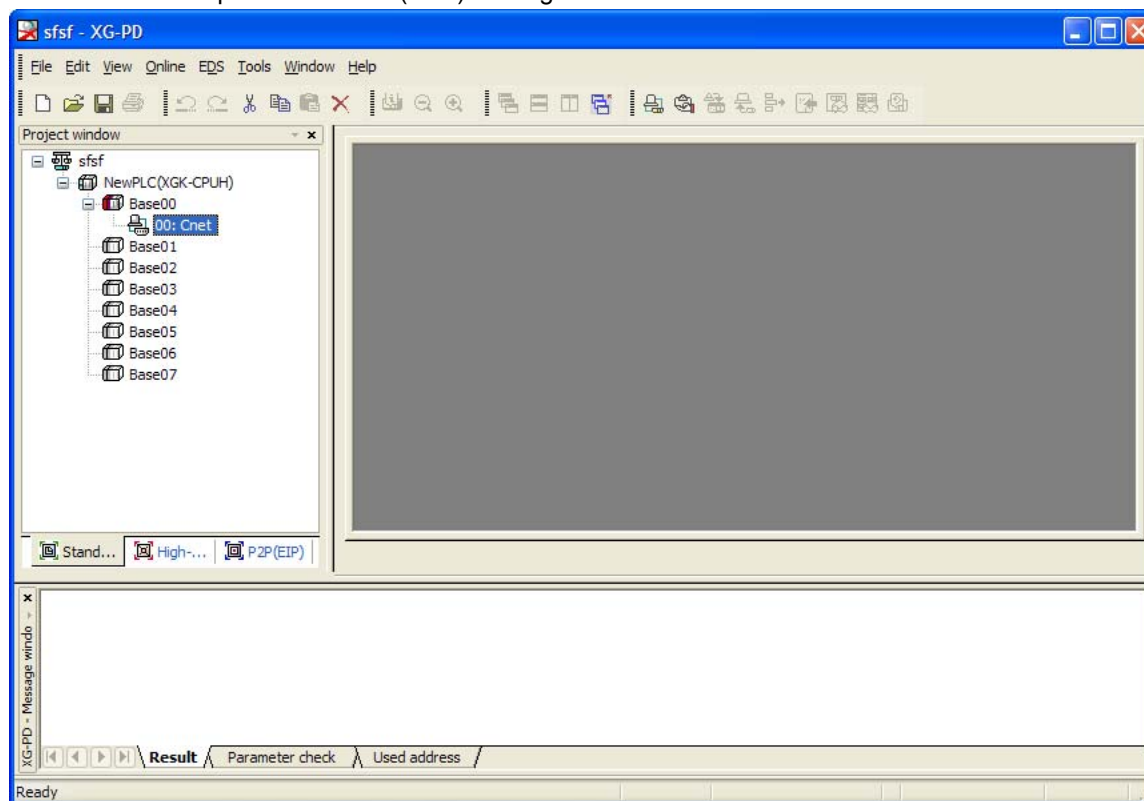 sfsf - XG-PD
File Edit View Online EDS Tools Window Help
Project window
sfsf
NewPLC(XGK-CPUH)
Base00
00: Cnet
Base01
Base02
Base03
Base04
Base05
Base06
Base07
Stand... High-... P2P(EIP)
XG-PD - Message windo
Result Parameter check Used address
Ready